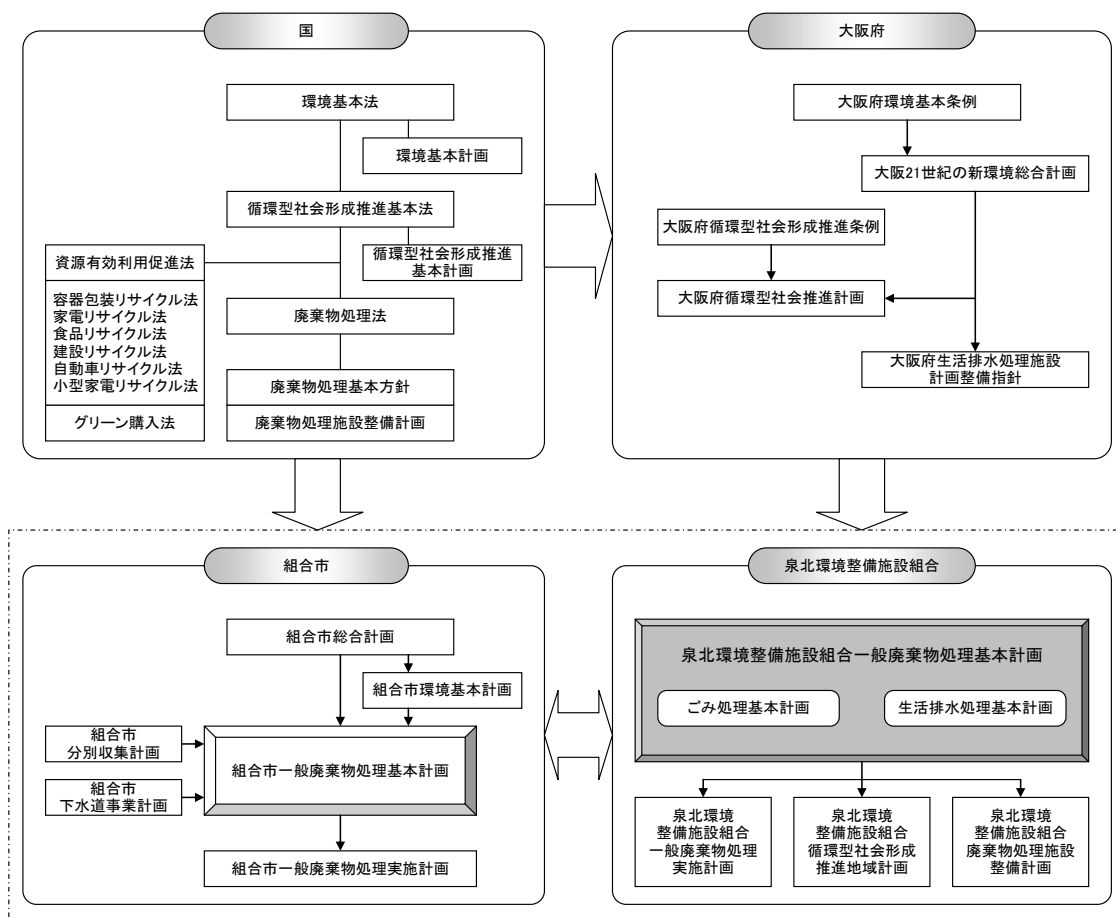 国
環境基本法
環境基本計画
循環型社会形成推進基本法
循環型社会形成推進
基本計画
資源有効利用促進法
容器包装リサイクル法
家電リサイクル法
食品リサイクル法
建設リサイクル法
自動車リサイクル法
小型家電リサイクル法
グリーン購入法
廃棄物処理法
廃棄物処理基本方針
廃棄物処理施設整備計画
大阪府
大阪府環境基本条例
大阪21世紀の新環境総合計画
大阪府循環型社会形成推進条例
大阪府循環型社会推進計画
大阪府生活排水処理施設
計画整備指針
組合市
組合市総合計画
組合市環境基本計画
組合市
分別収集計画
組合市
下水道事業計画
組合市一般廃棄物処理基本計画
組合市一般廃棄物処理実施計画
泉北環境整備施設組合
泉北環境整備施設組合一般廃棄物処理基本計画
ごみ処理基本計画
生活排水処理基本計画
泉北環境
整備施設組合
一般廃棄物処理
実施計画
泉北環境
整備施設組合
循環型社会形成
推進地域計画
泉北環境
整備施設組合
廃棄物処理施設
整備計画